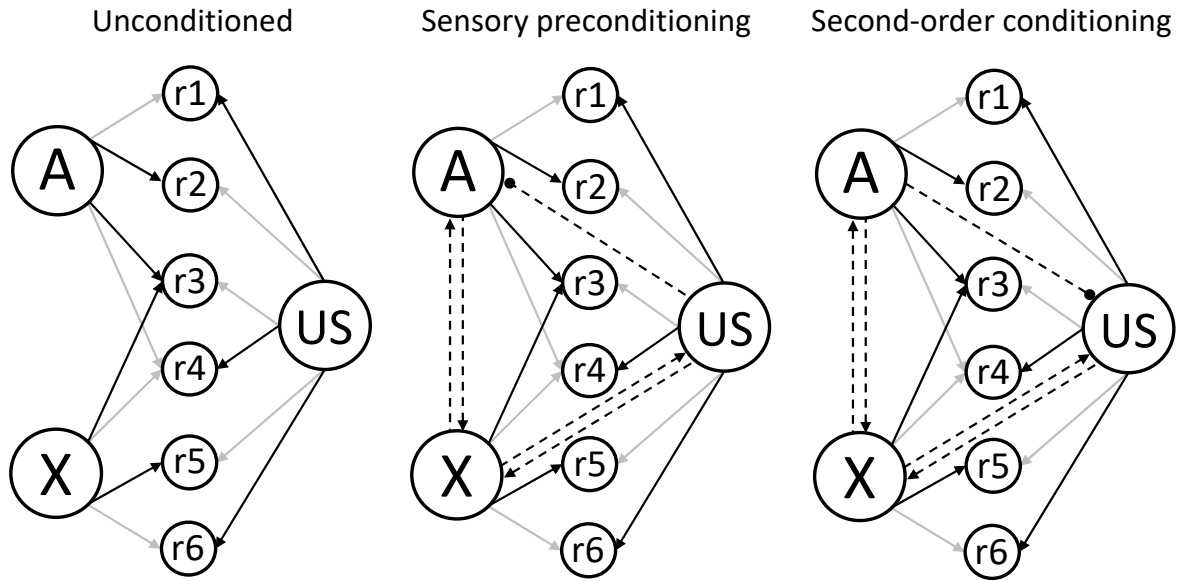 Unconditioned
A
X
US
r1
r2
r3
r4
r5
r6
Sensory preconditioning
A
X
US
r1
r2
r3
r4
r5
r6
Second-order conditioning
A
X
US
r1
r2
r3
r4
r5
r6